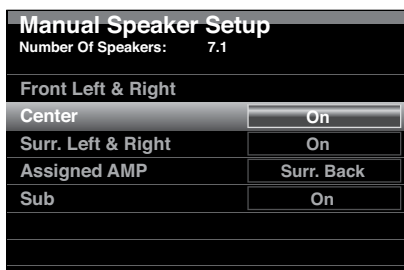 Manual Speaker Setup
Number Of Speakers: 7.1
Front Left & Right
Center On
Surr. Left & Right On
Assigned AMP Surr. Back
Sub On